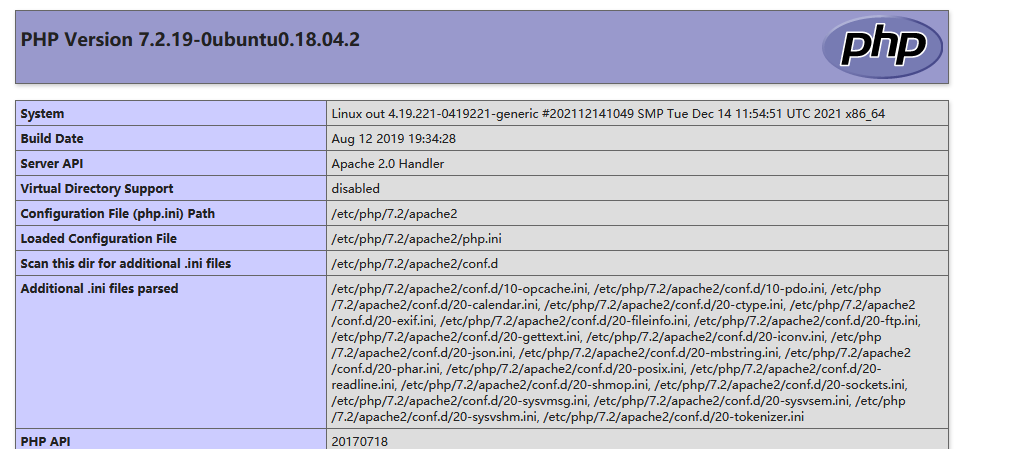 PHP Version 7.2.19-0ubuntu0.18.04.2
php
System Linux out 4.19.221-0419221-generic #202112141049 SMP Tue Dec 14 11:54:51 UTC 2021 x86_64
Build Date Aug 12 2019 19:34:28
Server API Apache 2.0 Handler
Virtual Directory Support disabled
Configuration File (php.ini) Path /etc/php/7.2/apache2
Loaded Configuration File /etc/php/7.2/apache2/php.ini
Scan this dir for additional .ini files /etc/php/7.2/apache2/conf.d
Additional .ini files parsed /etc/php/7.2/apache2/conf.d/10-opcache.ini, /etc/php/7.2/apache2/conf.d/10-pdo.ini, /etc/php
/7.2/apache2/conf.d/20-calendar.ini, /etc/php/7.2/apache2/conf.d/20-ctype.ini, /etc/php/7.2/apache2
/conf.d/20-exif.ini, /etc/php/7.2/apache2/conf.d/20-fileinfo.ini, /etc/php/7.2/apache2/conf.d/20-ftp.ini,
/etc/php/7.2/apache2/conf.d/20-gettext.ini, /etc/php/7.2/apache2/conf.d/20-iconv.ini, /etc/php
/7.2/apache2/conf.d/20-json.ini, /etc/php/7.2/apache2/conf.d/20-mbstring.ini, /etc/php/7.2/apache2
/conf.d/20-phar.ini, /etc/php/7.2/apache2/conf.d/20-posix.ini, /etc/php/7.2/apache2/conf.d/20-
readline.ini, /etc/php/7.2/apache2/conf.d/20-shmop.ini, /etc/php/7.2/apache2/conf.d/20-sockets.ini,
/etc/php/7.2/apache2/conf.d/20-sysvmsg.ini, /etc/php/7.2/apache2/conf.d/20-sysvsem.ini, /etc/php
/7.2/apache2/conf.d/20-sysvshm.ini, /etc/php/7.2/apache2/conf.d/20-tokenizer.ini
PHP API 20170718